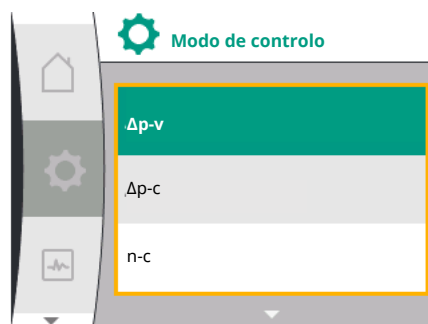 Modo de controlo
Δp-v
Δp-c
n-c